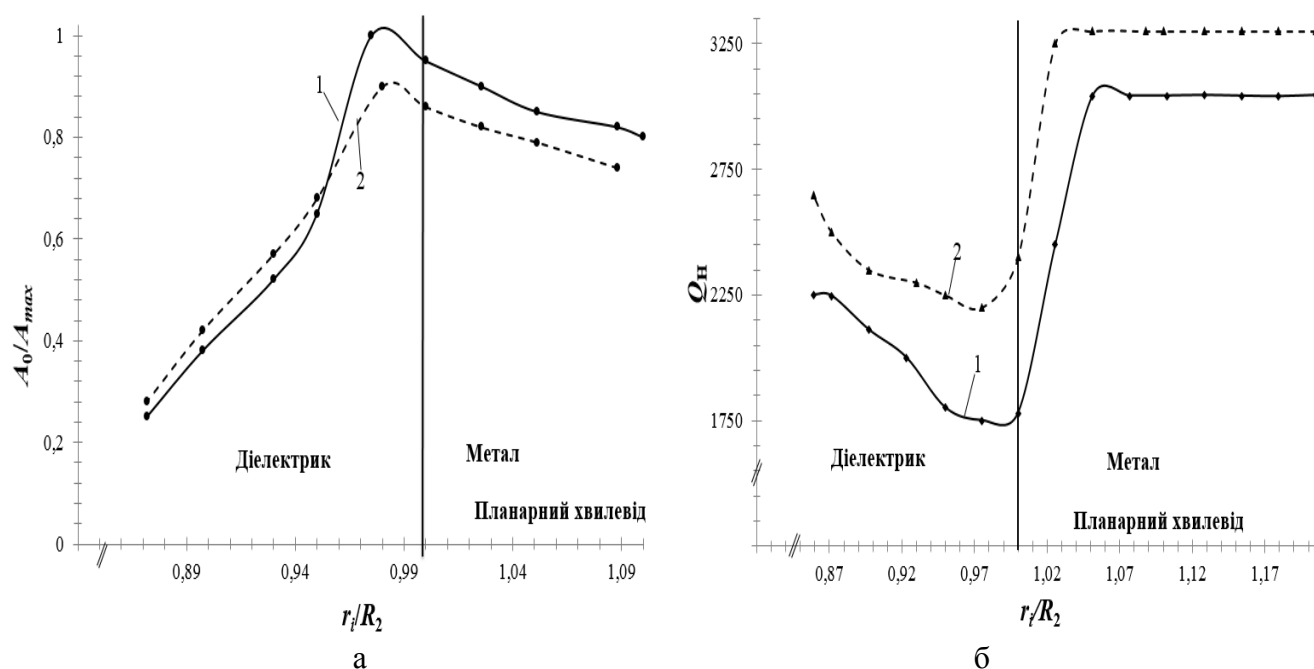 1
0,8
0,6
0,4
0,2
0
A₀/Aₘₐₓ
1
2
Діелектрик
Метал
Планарний хвилевід
0,89
0,94
0,99
1,04
1,09
rᵢ/R₂
а
3250
2750
2250
1750
Qн
2
1
Діелектрик
Метал
Планарний хвилевід
0,87
0,92
0,97
1,02
1,07
1,12
1,17
rᵢ/R₂
б